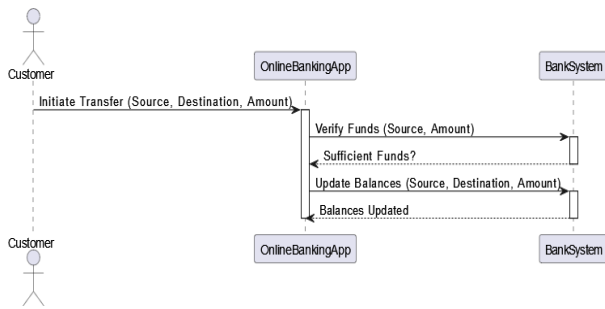 Customer
OnlineBankingApp
BankSystem
Initiate Transfer (Source, Destination, Amount)
Verify Funds (Source, Amount)
Sufficient Funds?
Update Balances (Source, Destination, Amount)
Balances Updated
Customer
OnlineBankingApp
BankSystem